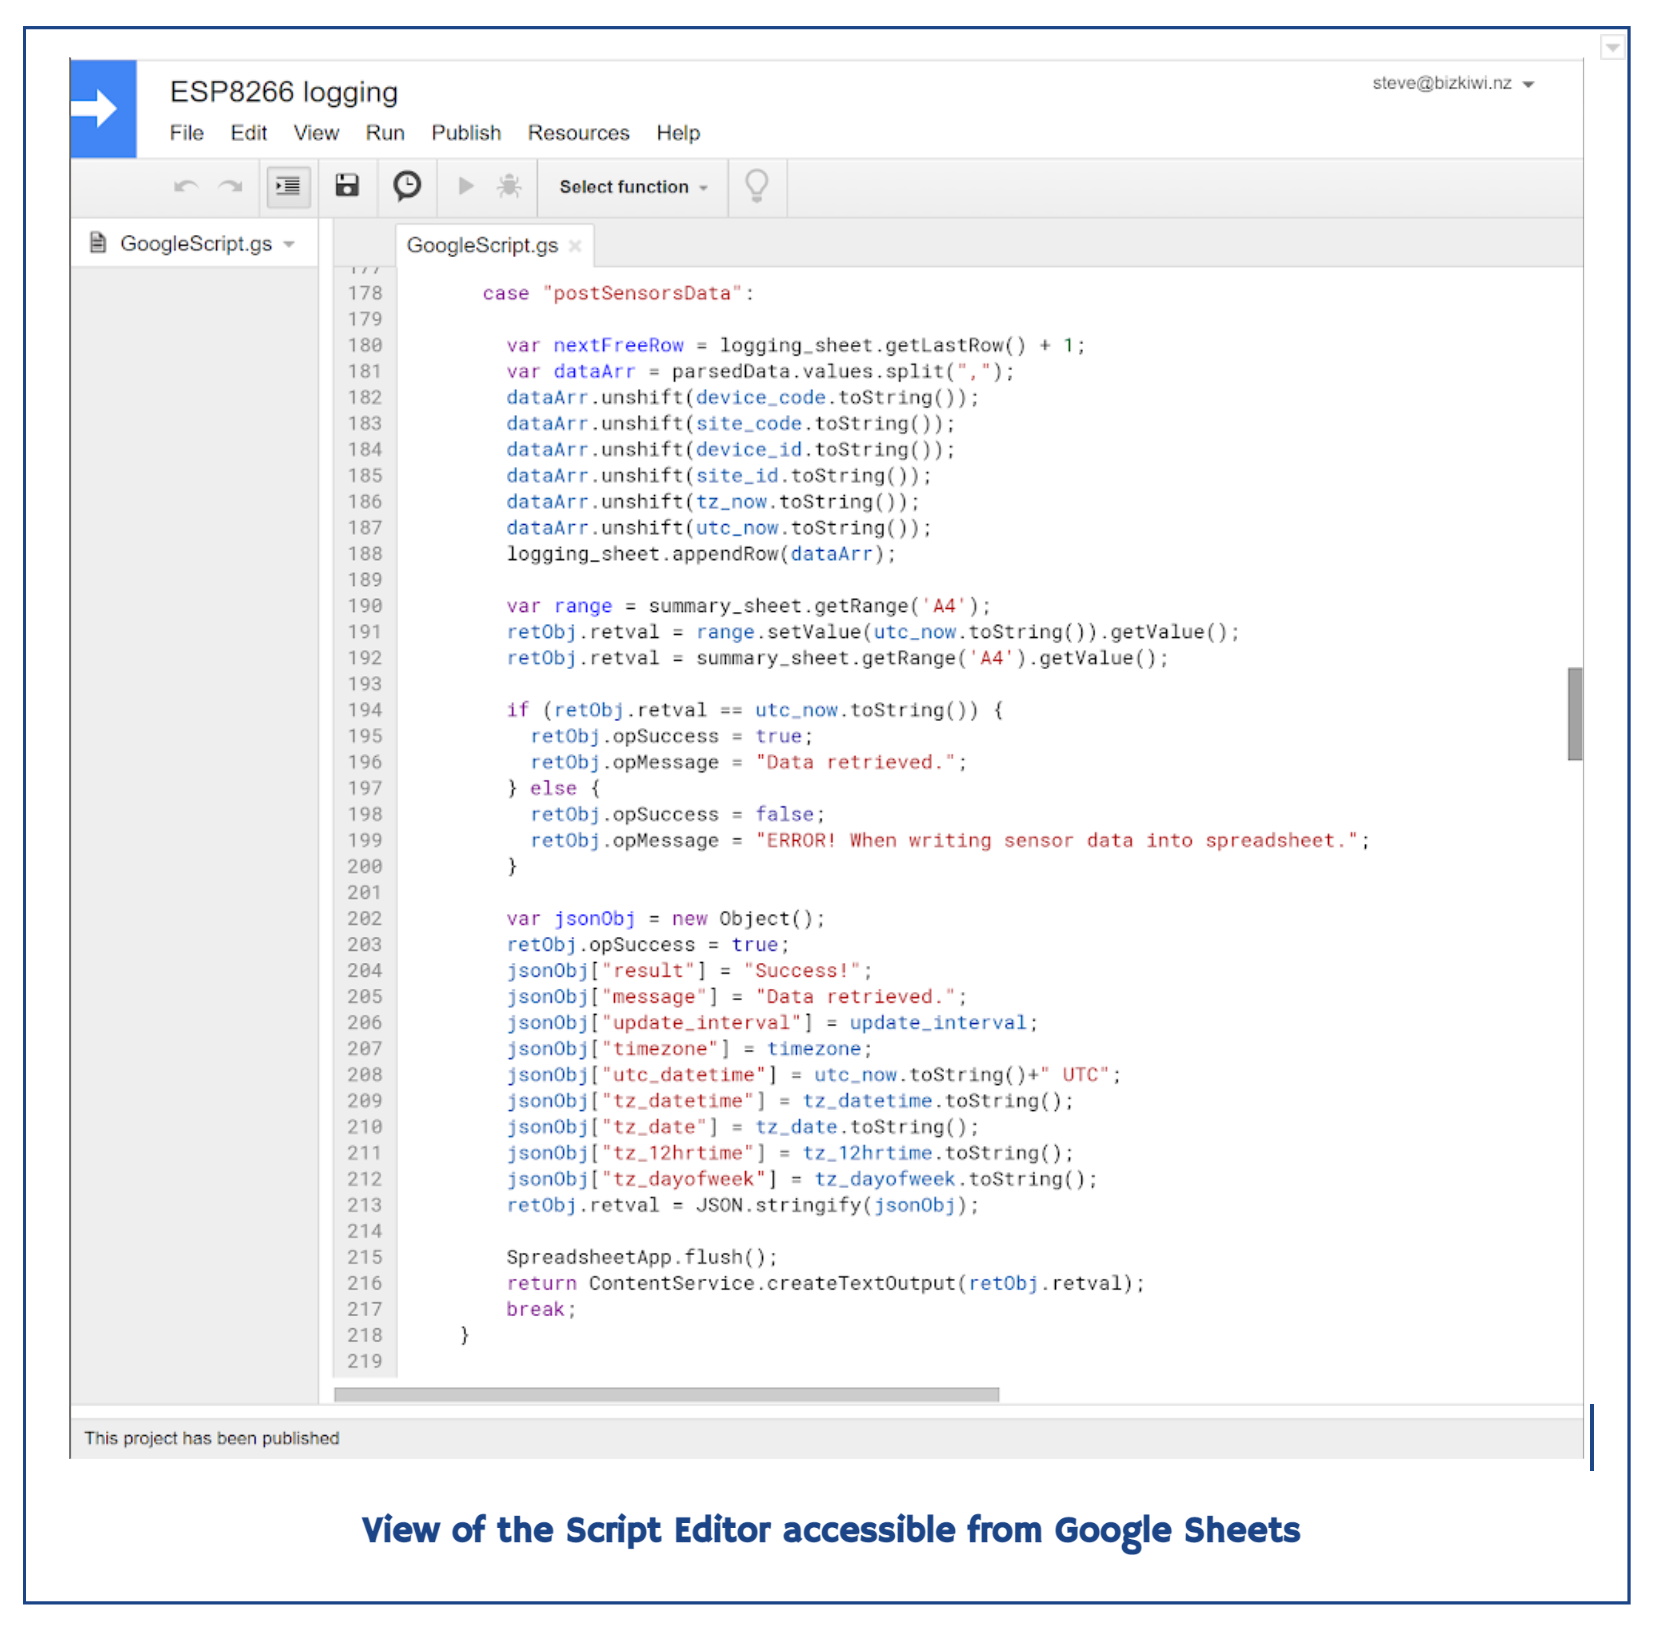 ESP8266 logging
steve@bizkiwi.nz
File Edit View Run Publish Resources Help
Select function
GoogleScript.gs
GoogleScript.gs
177
178 case "postSensorsData":
179
180 var nextFreeRow = logging_sheet.getLastRow() + 1;
181 var dataArr = parsedData.values.split(",");
182 dataArr.unshift(device_code.toString());
183 dataArr.unshift(site_code.toString());
184 dataArr.unshift(device_id.toString());
185 dataArr.unshift(site_id.toString());
186 dataArr.unshift(tz_now.toString());
187 dataArr.unshift(utc_now.toString());
188 logging_sheet.appendRow(dataArr);
189
190 var range = summary_sheet.getRange('A4');
191 retObj.retval = range.setValue(utc_now.toString()).getValue();
192 retObj.retval = summary_sheet.getRange('A4').getValue();
193
194 if (retObj.retval == utc_now.toString()) {
195 retObj.opSuccess = true;
196 retObj.opMessage = "Data retrieved.";
197 } else {
198 retObj.opSuccess = false;
199 retObj.opMessage = "ERROR! When writing sensor data into spreadsheet.";
200 }
201
202 var jsonObj = new Object();
203 retObj.opSuccess = true;
204 jsonObj["result"] = "Success!";
205 jsonObj["message"] = "Data retrieved.";
206 jsonObj["update_interval"] = update_interval;
207 jsonObj["timezone"] = timezone;
208 jsonObj["utc_datetime"] = utc_now.toString()+" UTC";
209 jsonObj["tz_datetime"] = tz_datetime.toString();
210 jsonObj["tz_date"] = tz_date.toString();
211 jsonObj["tz_12hrtime"] = tz_12hrtime.toString();
212 jsonObj["tz_dayofweek"] = tz_dayofweek.toString();
213 retObj.retval = JSON.stringify(jsonObj);
214
215 SpreadsheetApp.flush();
216 return ContentService.createTextOutput(retObj.retval);
217 break;
218 }
219
This project has been published
View of the Script Editor accessible from Google Sheets